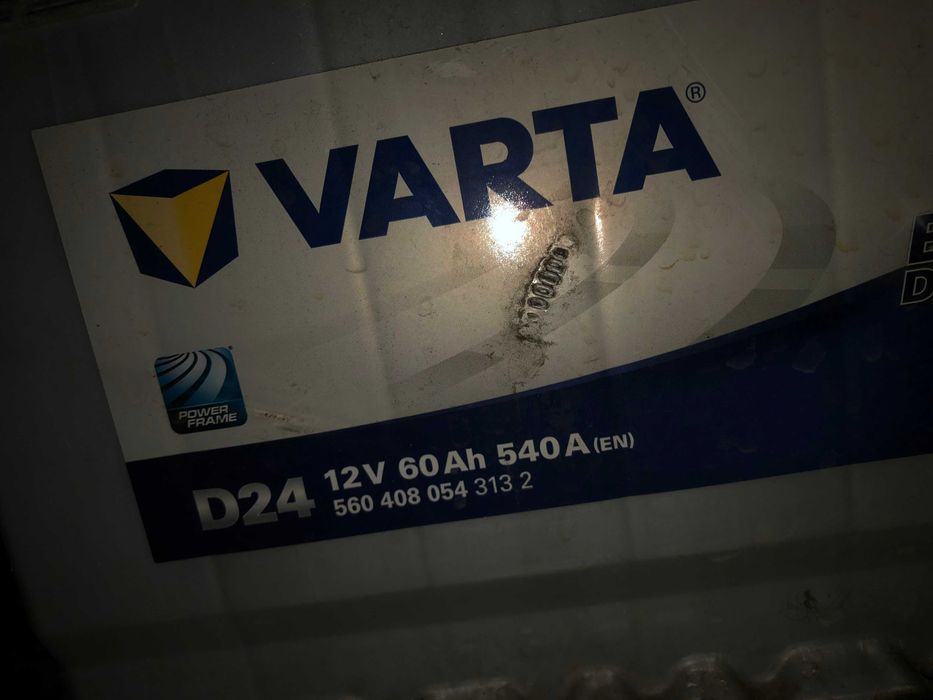 VARTA®
POWER
FRAME
D24
12V 60Ah 540A (EN)
560 408 054 313 2
D